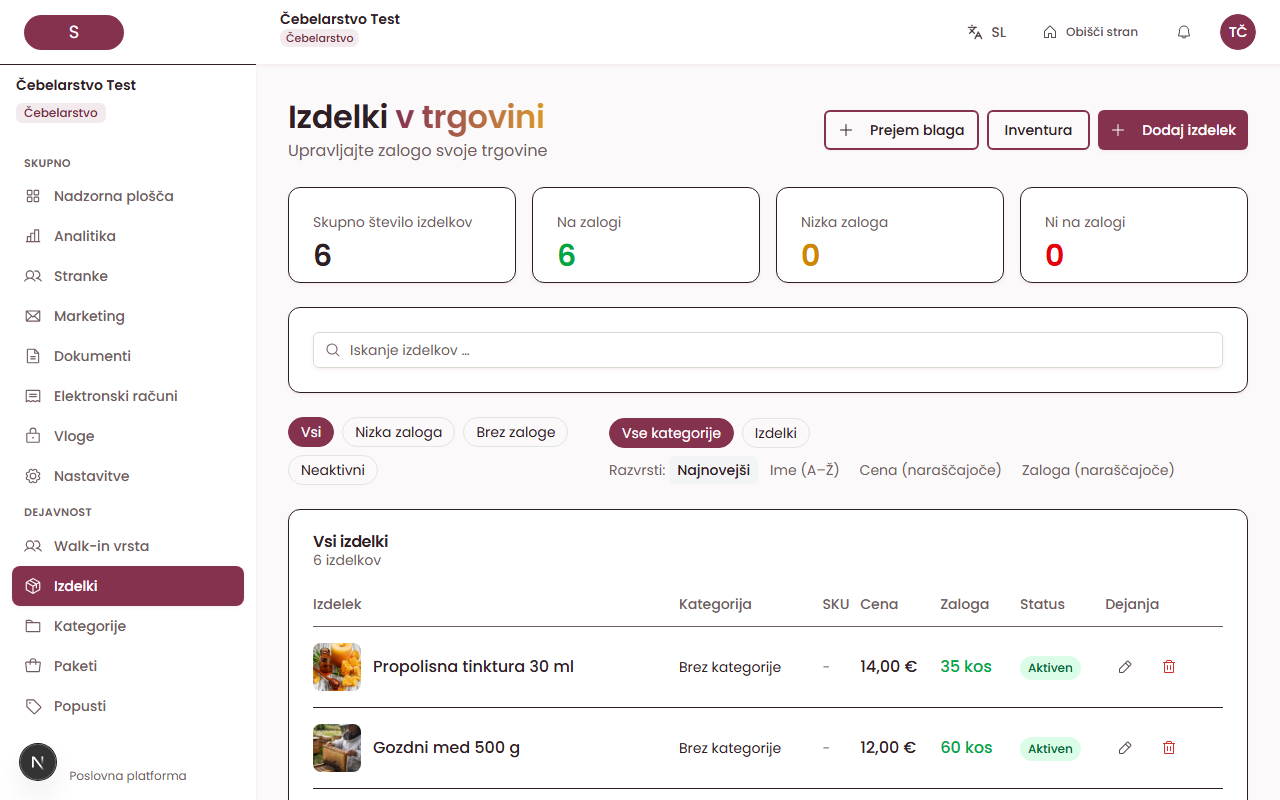 S
Čebelarstvo Test
Čebelarstvo
SL
Obišči stran
TČ
Čebelarstvo Test
Čebelarstvo
SKUPNO
Nadzorna plošča
Analitika
Stranke
Marketing
Dokumenti
Elektronski računi
Vloge
Nastavitve
DEJAVNOST
Walk-in vrsta
Izdelki
Kategorije
Paketi
Popusti
N
Poslovna platforma
Izdelki v trgovini
Upravljajte zalogo svoje trgovine
+ Prejem blaga
Inventura
+ Dodaj izdelek
Skupno število izdelkov
6
Na zalogi
6
Nizka zaloga
0
Ni na zalogi
0
Iskanje izdelkov …
Vsi Nizka zaloga Brez zaloge
Neaktivni
Vse kategorije Izdelki
Razvrsti: Najnovejši Ime (A–Ž) Cena (naraščajoče) Zaloga (naraščajoče)
Vsi izdelki
6 izdelkov
Izdelek Kategorija SKU Cena Zaloga Status Dejanja
Propolisna tinktura 30 ml Brez kategorije - 14,00 € 35 kos Aktiven
Gozdni med 500 g Brez kategorije - 12,00 € 60 kos Aktiven